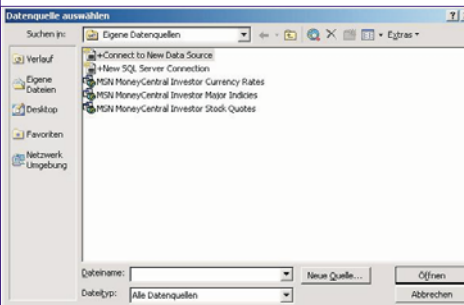 Datenquelle auswählen
Suchen in: Eigene Datenquellen Extras
Verlauf
Eigene Dateien
Desktop
Favoriten
Netzwerk Umgebung
+Connect to New Data Source
+New SQL Server Connection
MSN MoneyCentral Investor Currency Rates
MSN MoneyCentral Investor Major Indicies
MSN MoneyCentral Investor Stock Quotes
Dateiname: Neue Quelle... Öffnen
Dateityp: Alle Datenquellen Abbrechen